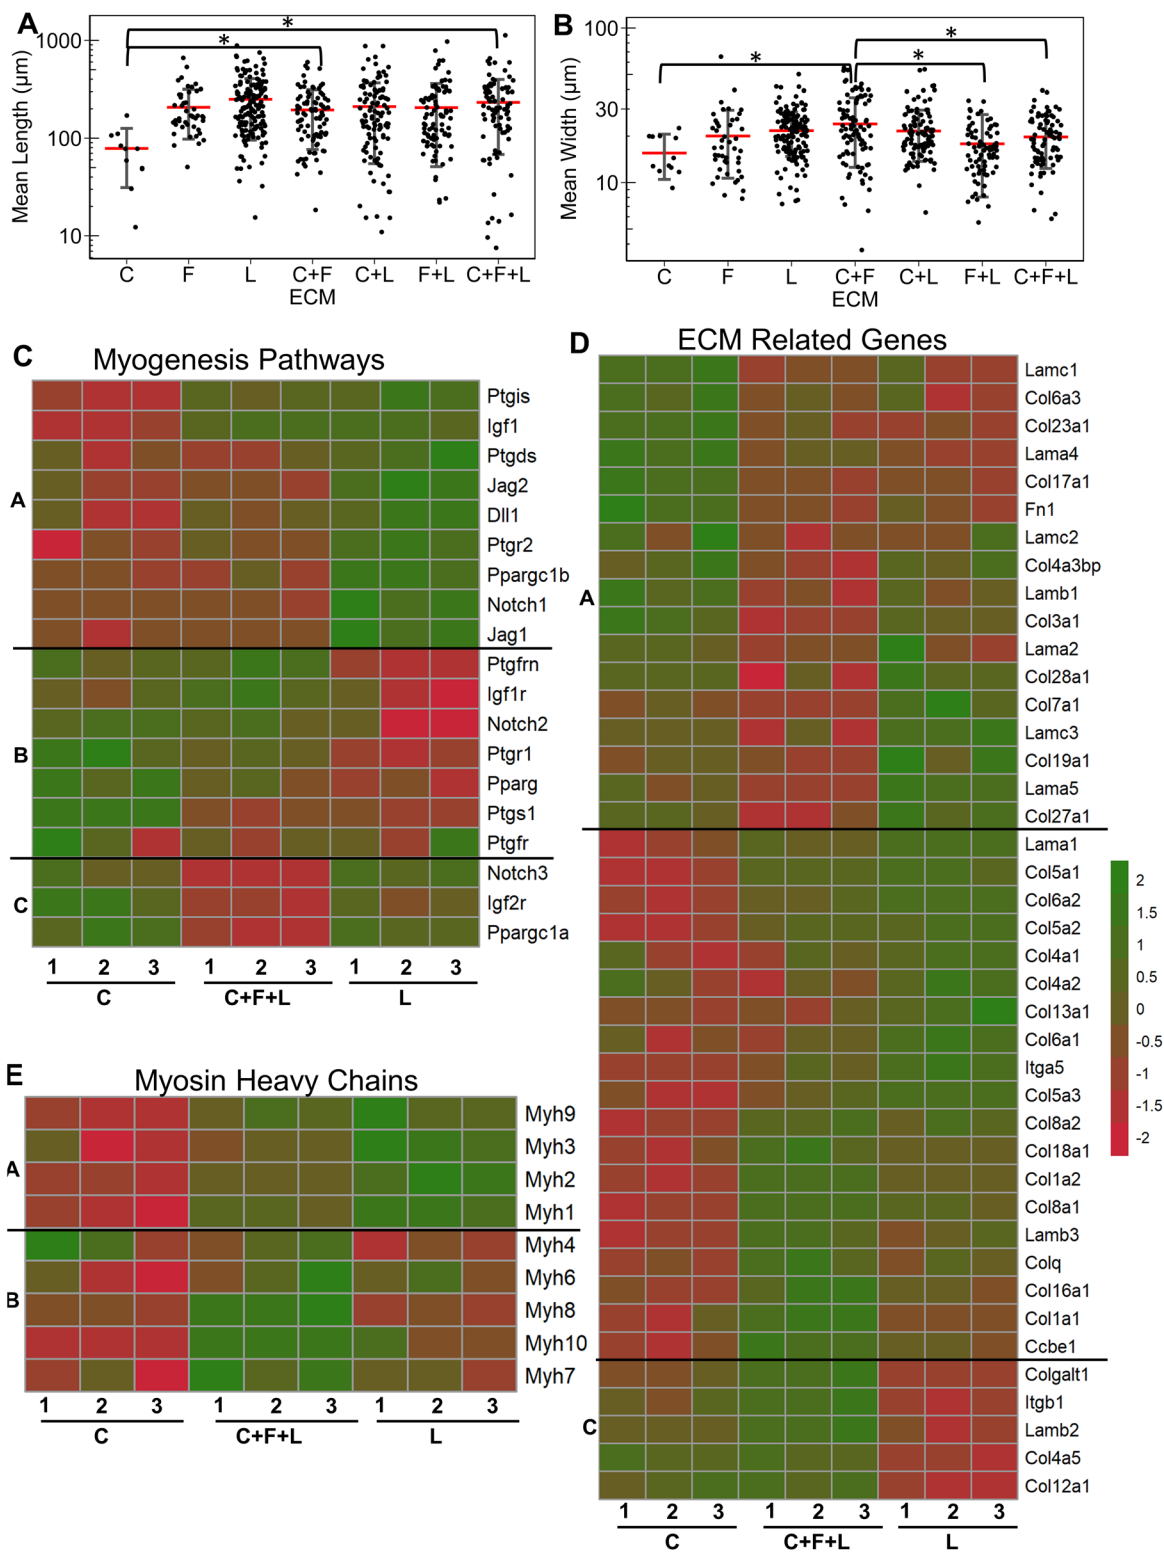 A
B
*
*
*
*
*
1000
100
10
Mean Length (μm)
C F L C+F C+L F+L C+F+L
ECM
100
30
10
Mean Width (μm)
C F L C+F C+L F+L C+F+L
ECM
C
Myogenesis Pathways
A
Ptgis
Igf1
Ptgds
Jag2
Dll1
Ptgr2
Ppargc1b
Notch1
Jag1
B
Ptgfrn
Igf1r
Notch2
Ptgr1
Pparg
Ptgs1
Ptgfr
C
Notch3
Igf2r
Ppargc1a
1 2 3 1 2 3 1 2 3
C C+F+L L
D
ECM Related Genes
A
Lamc1
Col6a3
Col23a1
Lama4
Col17a1
Fn1
Lamc2
Col4a3bp
Lamb1
Col3a1
Lama2
Col28a1
Col7a1
Lamc3
Col19a1
Lama5
Col27a1
Lama1
Col5a1
Col6a2
Col5a2
Col4a1
Col4a2
Col13a1
Col6a1
Itga5
Col5a3
Col8a2
Col18a1
Col1a2
Col8a1
Lamb3
Colq
Col16a1
Col1a1
Ccbe1
C
Colgalt1
Itgb1
Lamb2
Col4a5
Col12a1
1 2 3 1 2 3 1 2 3
C C+F+L L
2
1.5
1
0.5
0
-0.5
-1
-1.5
-2
E
Myosin Heavy Chains
A
Myh9
Myh3
Myh2
Myh1
B
Myh4
Myh6
Myh8
Myh10
Myh7
1 2 3 1 2 3 1 2 3
C C+F+L L